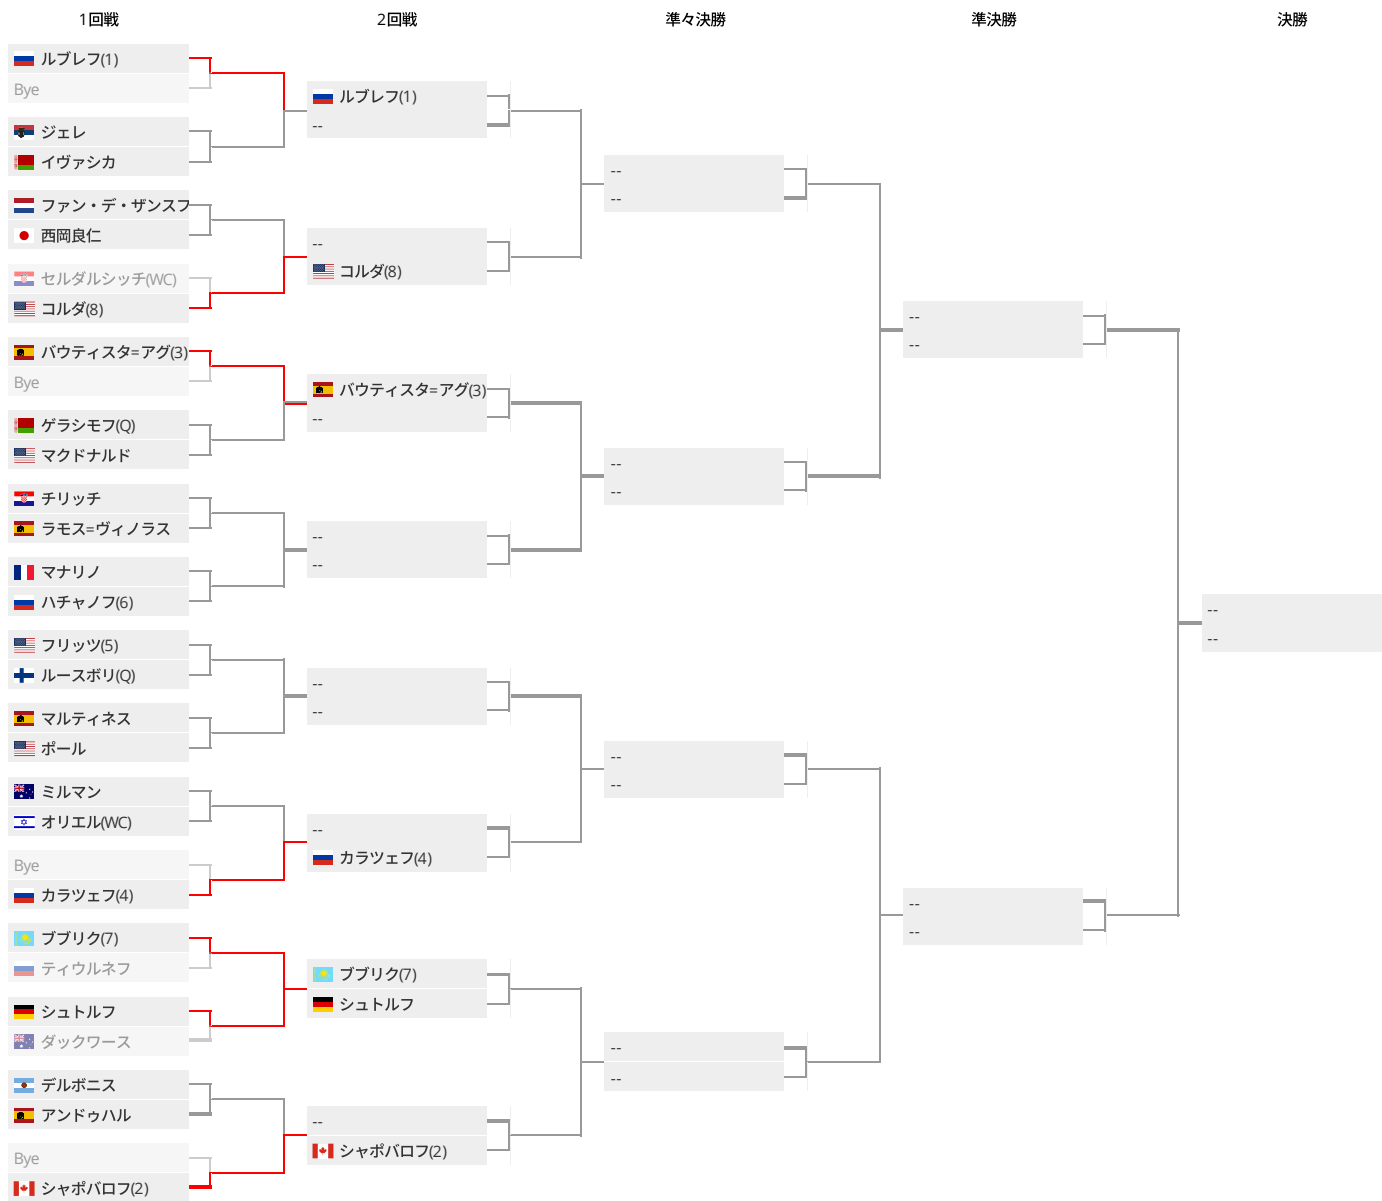 1回戦
2回戦
準々決勝
準決勝
決勝
ルブレフ(1)
Bye
ジェレ
イヴァシカ
ファン・デ・ザンスフ
西岡良仁
セルダルシッチ(WC)
コルダ(8)
バウティスタ=アグ(3)
Bye
ゲラシモフ(Q)
マクドナルド
チリッチ
ラモス=ヴィノラス
マナリノ
ハチャノフ(6)
フリッツ(5)
ルースボリ(Q)
マルティネス
ポール
ミルマン
オリエル(WC)
Bye
カラツェフ(4)
ブブリク(7)
ティウルネフ
シュトルフ
ダックワース
デルボニス
アンドゥハル
Bye
シャポバロフ(2)
ルブレフ(1)
--
--
コルダ(8)
バウティスタ=アグ(3)
--
--
--
--
--
--
カラツェフ(4)
ブブリク(7)
シュトルフ
--
シャポバロフ(2)
--
--
--
--
--
--
--
--
--
--
--
--
--
--